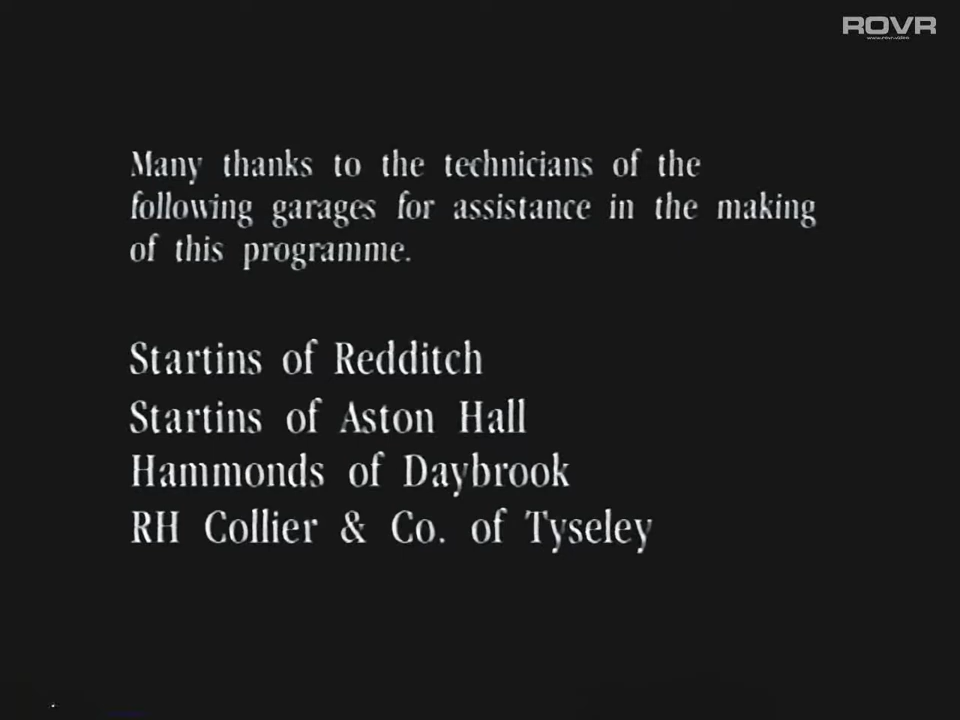 ROVR
Many thanks to the technicians of the
following garages for assistance in the making
of this programme.
Startins of Redditch
Startins of Aston Hall
Hammonds of Daybrook
RH Collier & Co. of Tyseley